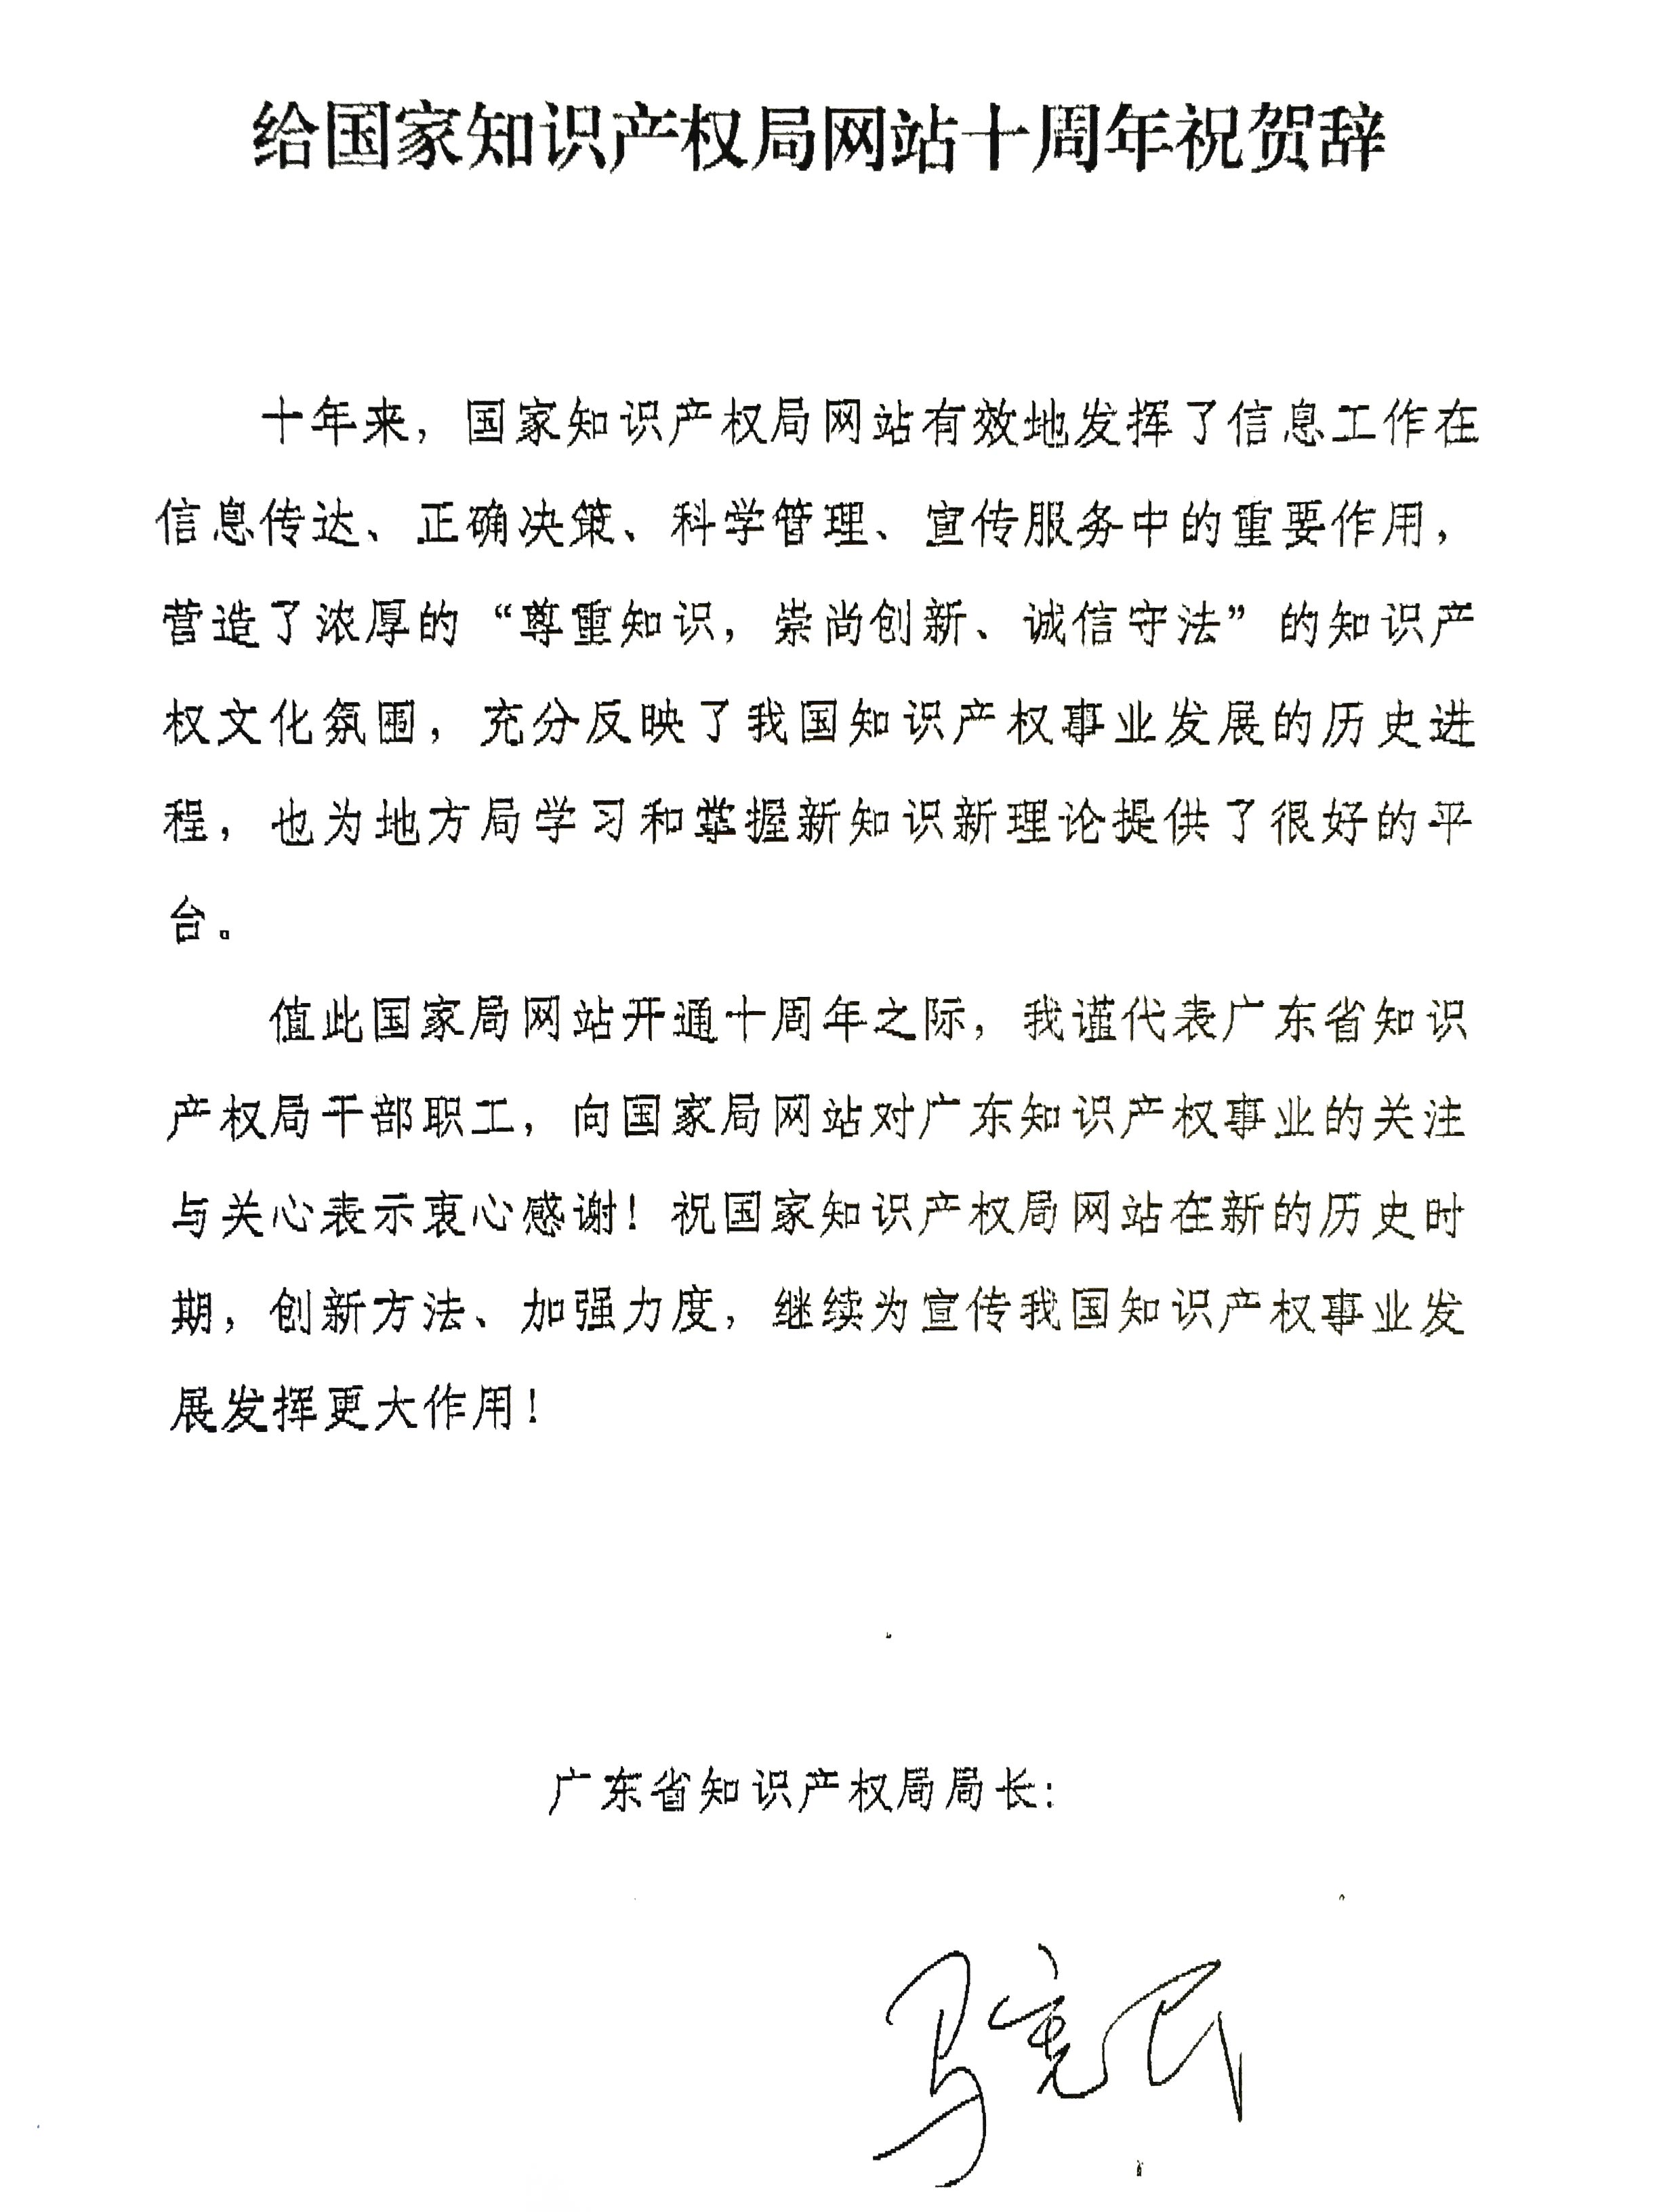 给国家知识产权局网站十周年祝贺辞
十年来，国家知识产权局网站有效地发挥了信息工作在
信息传达、正确决策、科学管理、宣传服务中的重要作用，
营造了浓厚的“尊重知识，崇尚创新、诚信守法”的知识产
权文化氛围，充分反映了我国知识产权事业发展的历史进
程，也为地方局学习和掌握新知识新理论提供了很好的平
台。
值此国家局网站开通十周年之际，我谨代表广东省知识
产权局干部职工，向国家局网站对广东知识产权事业的关注
与关心表示衷心感谢！祝国家知识产权局网站在新的历史时
期，创新方法、加强力度，继续为宣传我国知识产权事业发
展发挥更大作用！
广东省知识产权局局长：
马宪民